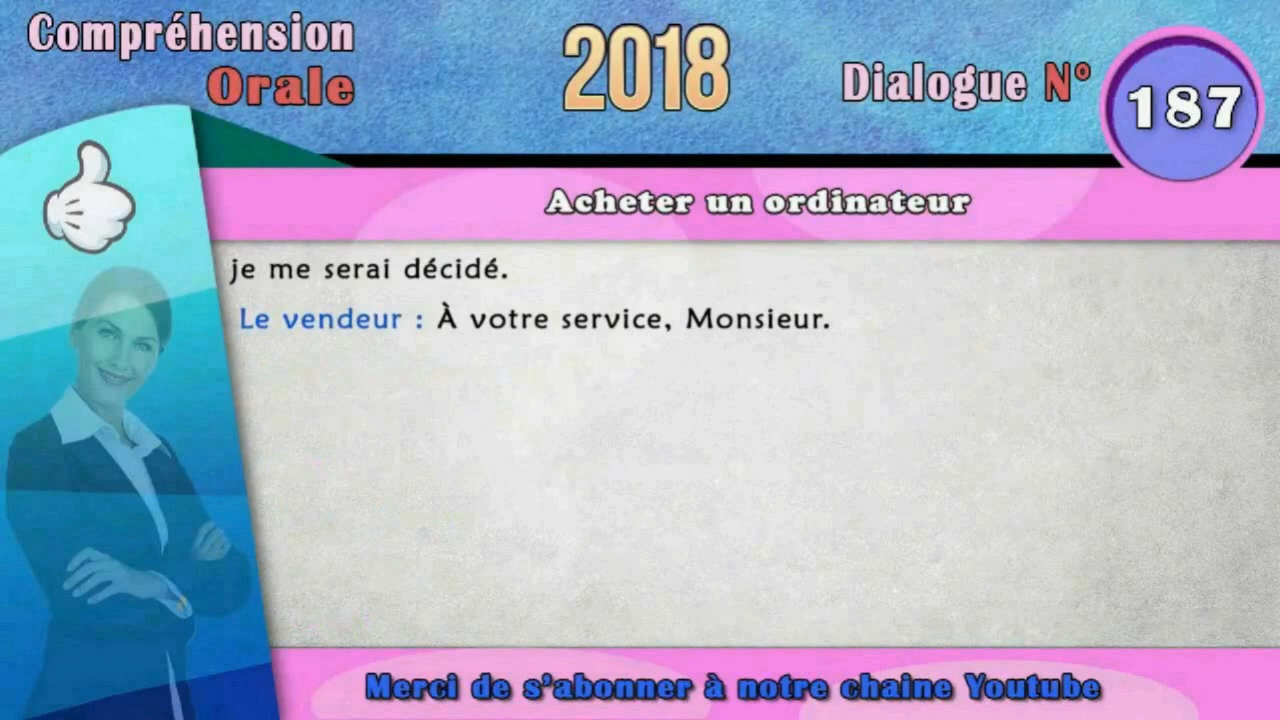 Compréhension
Orale
2018
Dialogue N°
187
Acheter un ordinateur
je me serai décidé.
Le vendeur : À votre service, Monsieur.
Merci de s'abonner à notre chaine Youtube